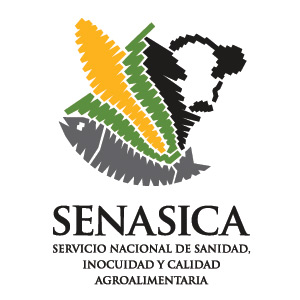 SENASICA
SERVICIO NACIONAL DE SANIDAD,
INOCUIDAD Y CALIDAD
AGROALIMENTARIA